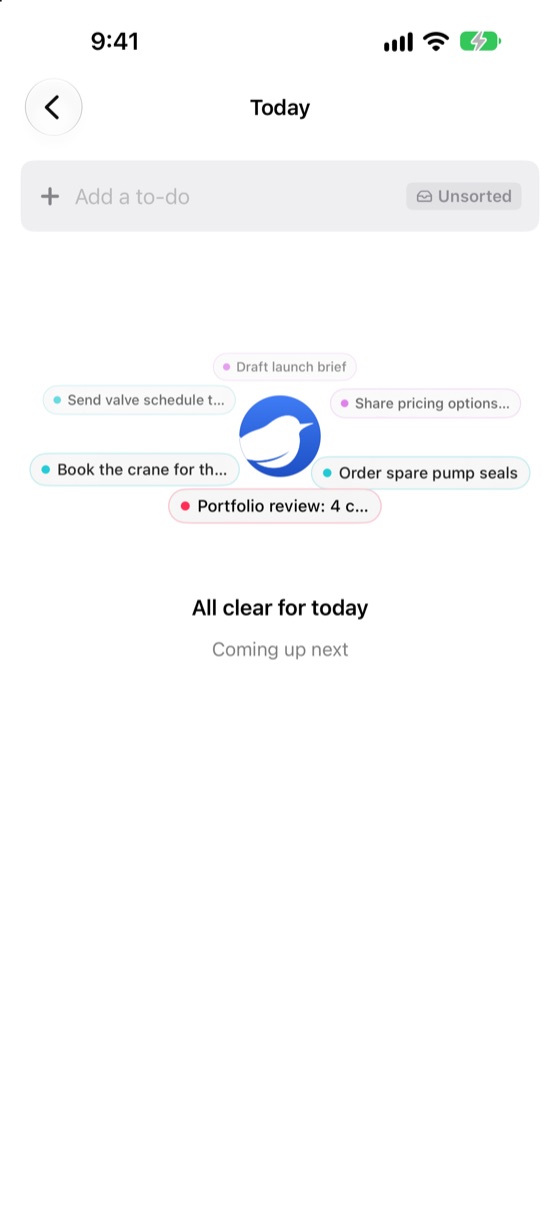 9:41
Today
Add a to-do
Unsorted
Draft launch brief
Send valve schedule t...
Share pricing options...
Book the crane for th...
Order spare pump seals
Portfolio review: 4 c...
All clear for today
Coming up next